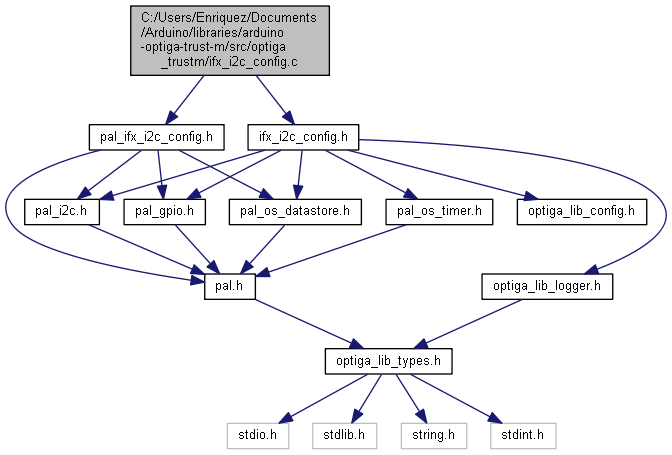 C:/Users/Enriquez/Documents
/Arduino/libraries/arduino
-optiga-trust-m/src/optiga
_trustm/ifx_i2c_config.c
pal_ifx_i2c_config.h
ifx_i2c_config.h
pal_i2c.h
pal_gpio.h
pal_os_datastore.h
pal_os_timer.h
optiga_lib_config.h
pal.h
optiga_lib_logger.h
optiga_lib_types.h
stdio.h
stdlib.h
string.h
stdint.h